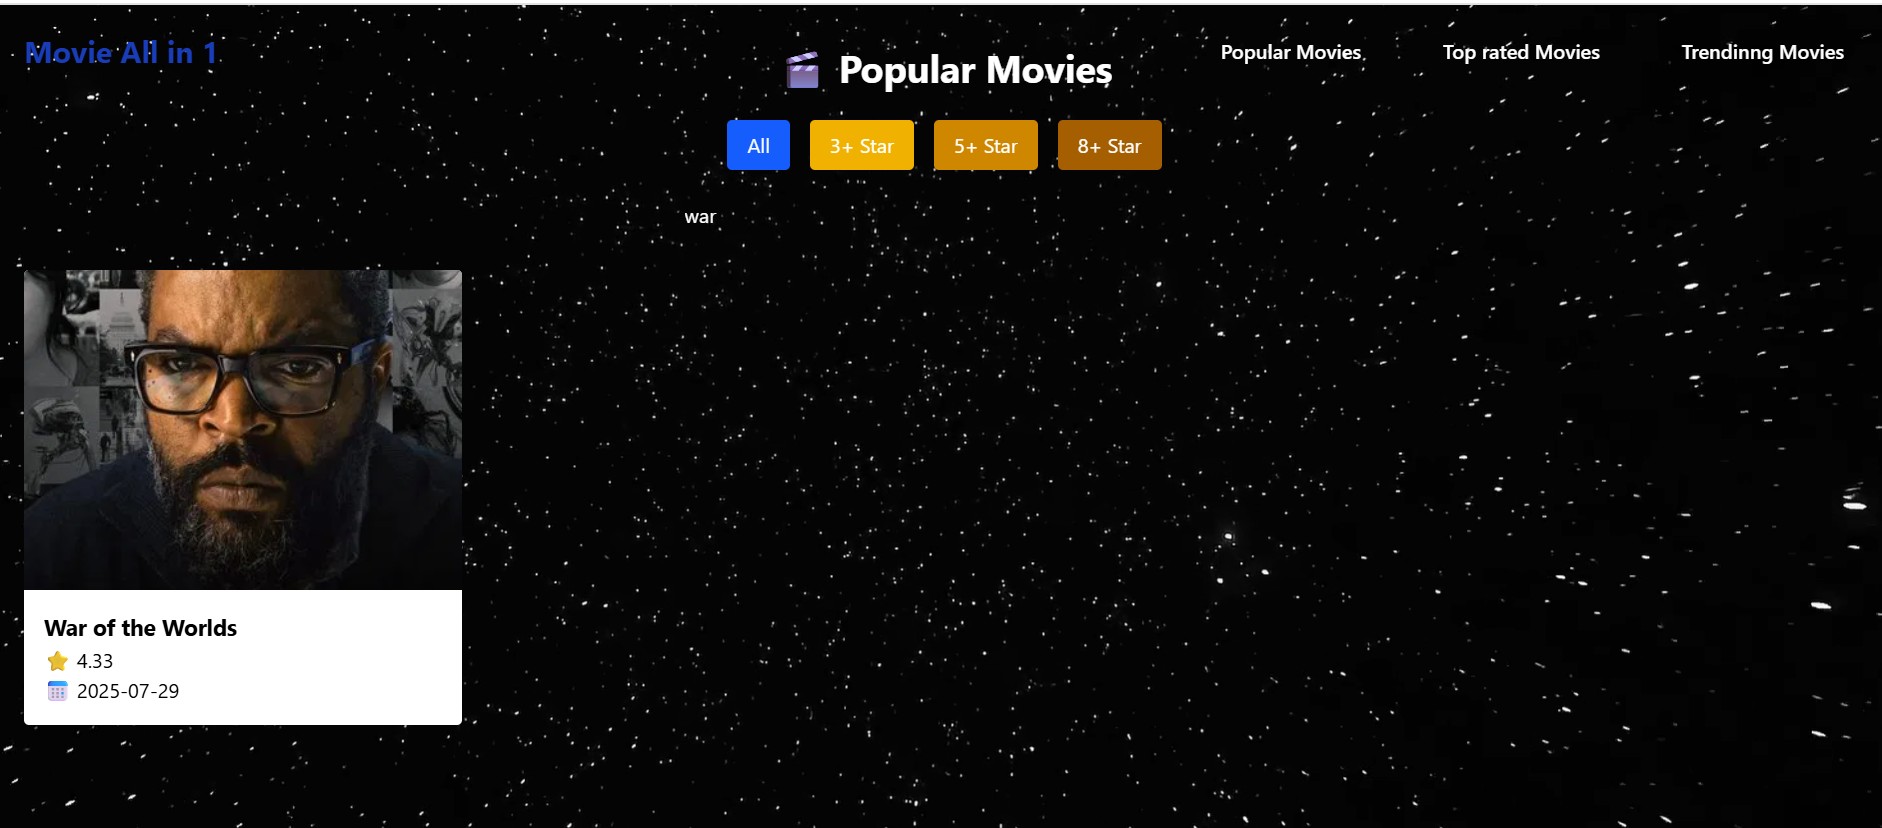 Movie All in 1
🎬 Popular Movies
Popular Movies
Top rated Movies
Trendinng Movies
All
3+ Star
5+ Star
8+ Star
war
War of the Worlds
⭐ 4.33
📅 2025-07-29